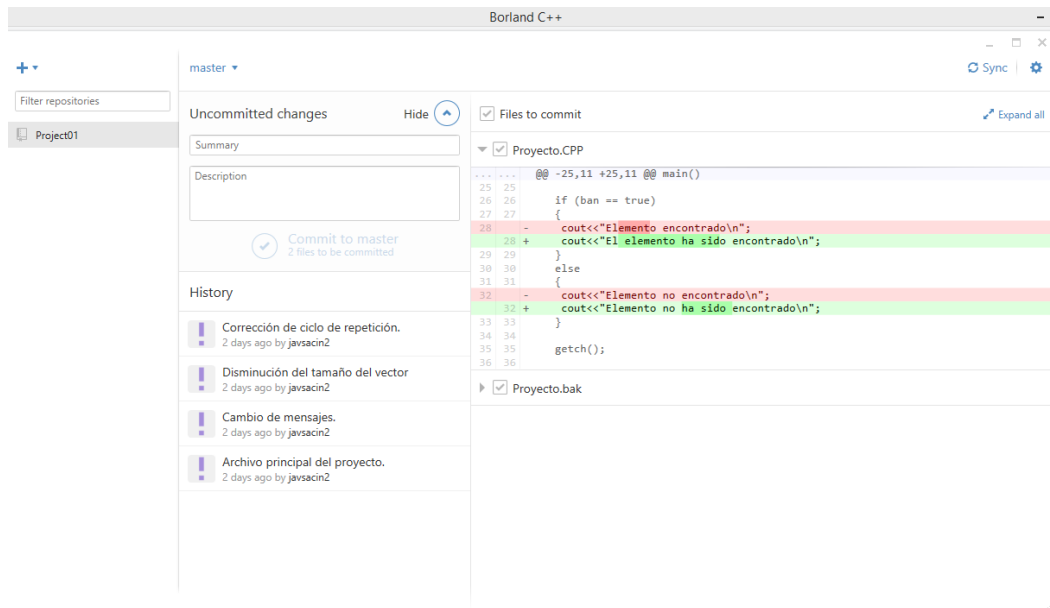 Borland C++
master
Sync
Filter repositories
Project01
Uncommitted changes
Hide
Summary
Description
Commit to master
2 files to be committed
History
Corrección de ciclo de repetición.
2 days ago by javsacin2
Disminución del tamaño del vector
2 days ago by javsacin2
Cambio de mensajes.
2 days ago by javsacin2
Archivo principal del proyecto.
2 days ago by javsacin2
Files to commit
Expand all
Proyecto.CPP
... ... @@ -25,11 +25,11 @@ main()
25 25
26 26 if (ban == true)
27 27 {
28 - cout<<"Elemento encontrado\n";
28 + cout<<"El elemento ha sido encontrado\n";
29 29 }
30 30 else
31 31 {
32 - cout<<"Elemento no encontrado\n";
32 + cout<<"Elemento no ha sido encontrado\n";
33 33 }
34 34
35 35 getch();
36 36
Proyecto.bak